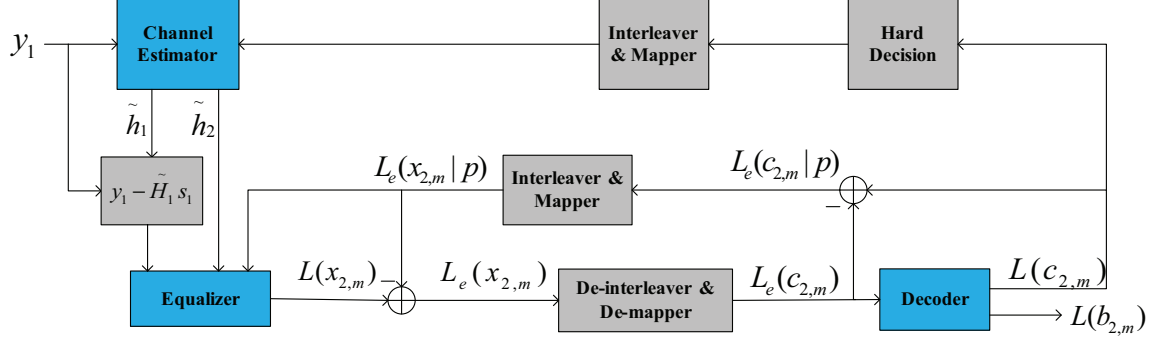 y₁
Channel
Estimator
Interleaver
& Mapper
Hard
Decision
h̃₁
h̃₂
y₁ − H̃₁ s₁
Lₑ(x₂,ₘ | p)
Interleaver &
Mapper
Lₑ(c₂,ₘ | p)
−
Equalizer
L(x₂,ₘ)
−
Lₑ(x₂,ₘ)
De-interleaver &
De-mapper
Lₑ(c₂,ₘ)
Decoder
L(c₂,ₘ)
L(b₂,ₘ)